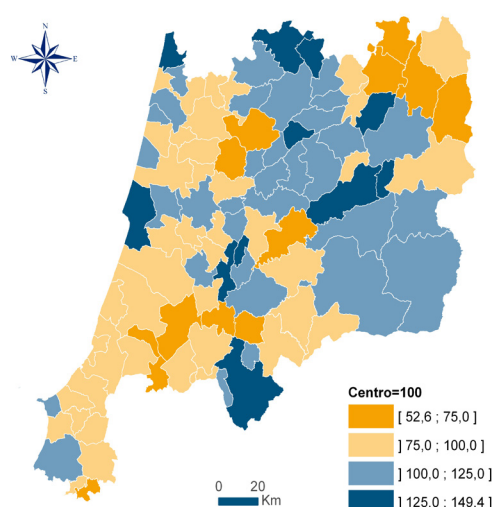 N
W E
S
Centro=100
[ 52,6 ; 75,0 ]
] 75,0 ; 100,0 ]
] 100,0 ; 125,0 ]
] 125,0 ; 149,4 ]
0 20
Km